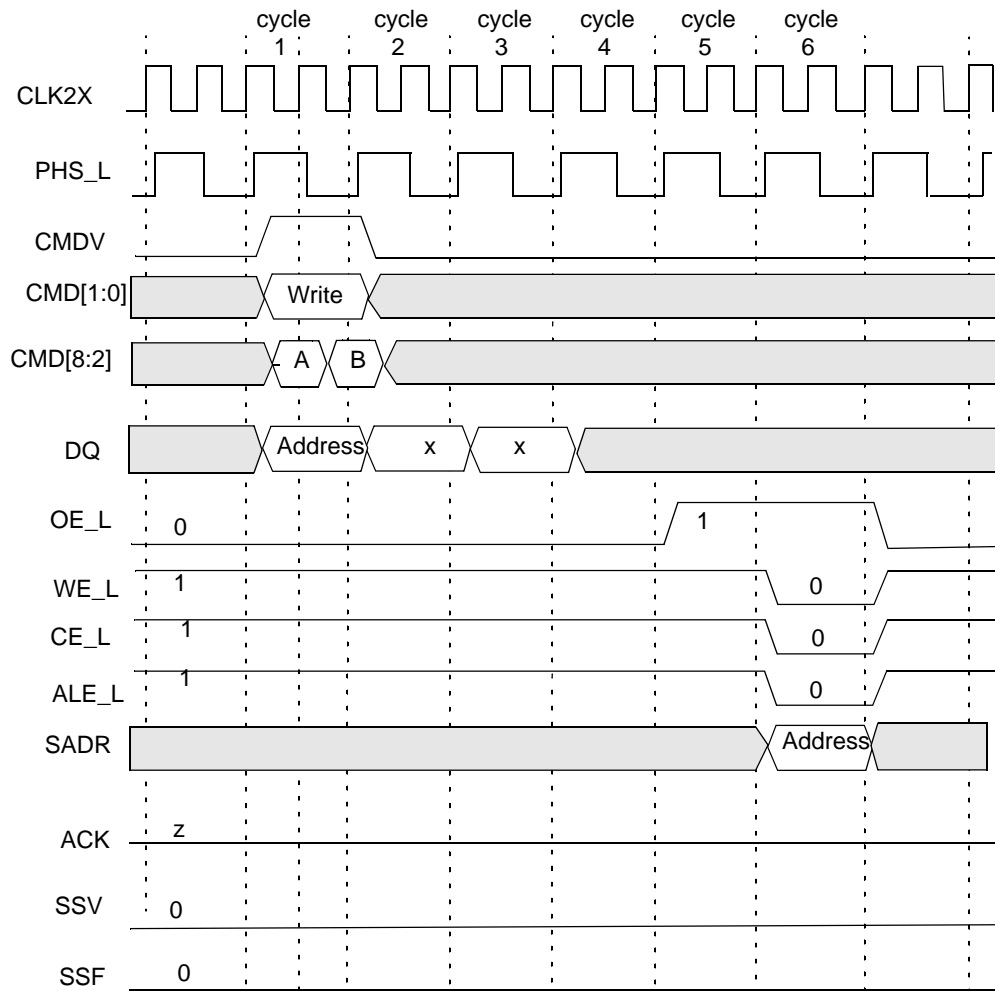 cycle cycle cycle cycle cycle cycle
1 2 3 4 5 6
CLK2X
PHS_L
CMDV
CMD[1:0] Write
CMD[8:2] A B
DQ Address x x
OE_L 0 1
WE_L 1 0
CE_L 1 0
ALE_L 1 0
SADR Address
ACK z
SSV 0
SSF 0